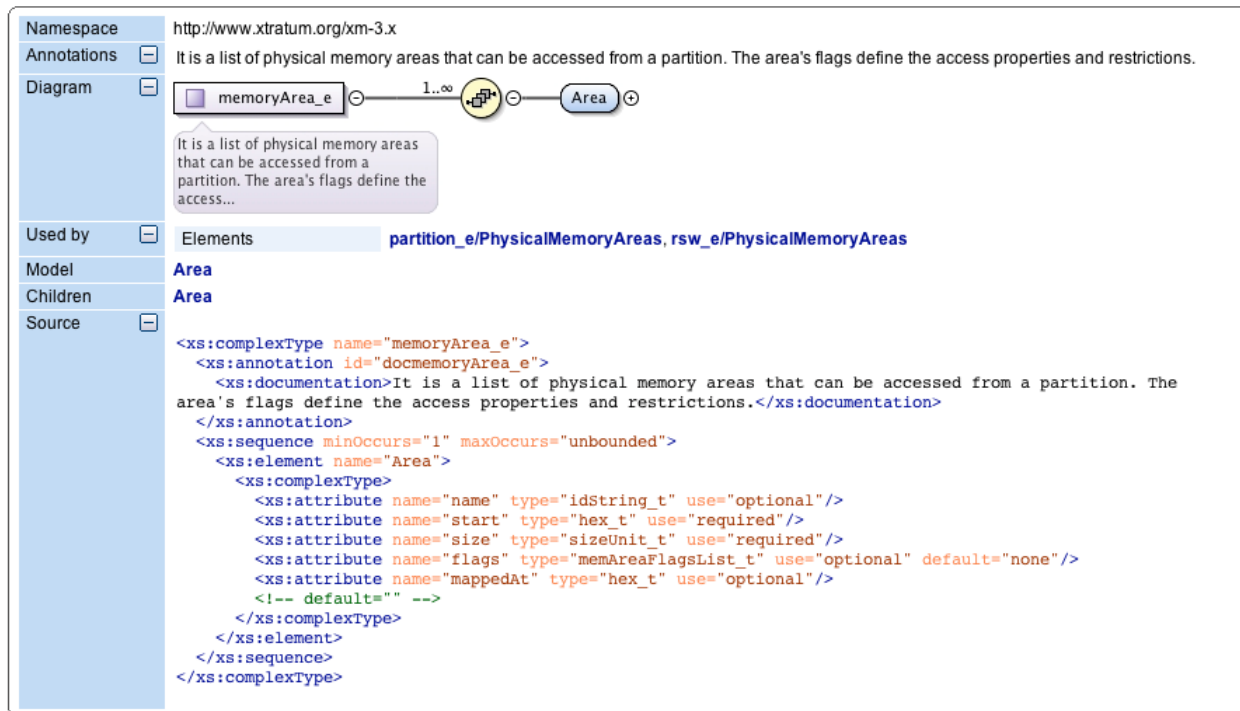 Namespace http://www.xtratum.org/xm-3.x
Annotations It is a list of physical memory areas that can be accessed from a partition. The area's flags define the access properties and restrictions.
Diagram
memoryArea_e 1..∞ Area
It is a list of physical memory areas
that can be accessed from a
partition. The area's flags define the
access...
Used by Elements partition_e/PhysicalMemoryAreas, rsw_e/PhysicalMemoryAreas
Model Area
Children Area
Source
<xs:complexType name="memoryArea_e">
<xs:annotation id="docmemoryArea_e">
<xs:documentation>It is a list of physical memory areas that can be accessed from a partition. The
area's flags define the access properties and restrictions.</xs:documentation>
</xs:annotation>
<xs:sequence minOccurs="1" maxOccurs="unbounded">
<xs:element name="Area">
<xs:complexType>
<xs:attribute name="name" type="idString_t" use="optional"/>
<xs:attribute name="start" type="hex_t" use="required"/>
<xs:attribute name="size" type="sizeUnit_t" use="required"/>
<xs:attribute name="flags" type="memAreaFlagsList_t" use="optional" default="none"/>
<xs:attribute name="mappedAt" type="hex_t" use="optional"/>
<!-- default="" -->
</xs:complexType>
</xs:element>
</xs:sequence>
</xs:complexType>